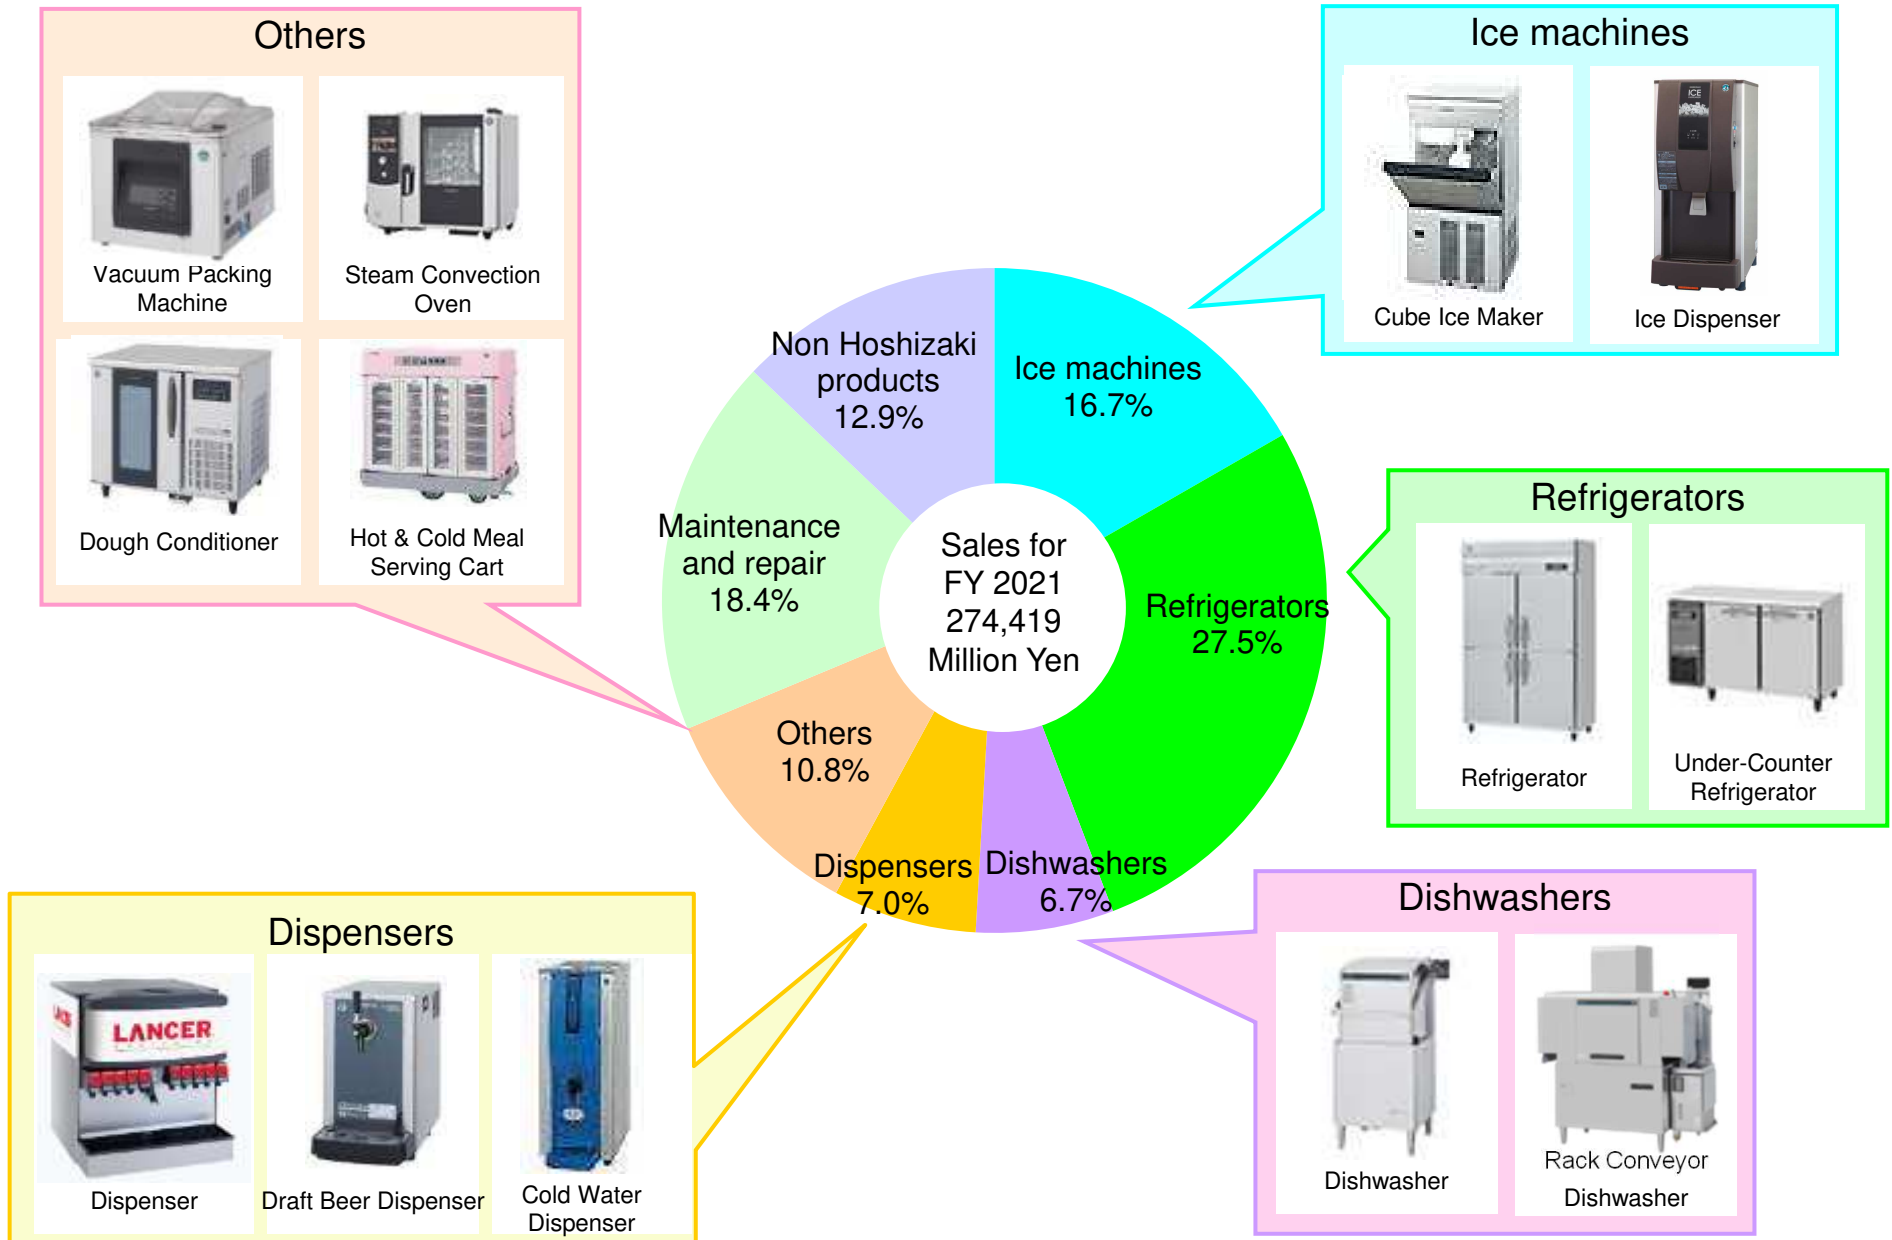 Others
Vacuum Packing
Machine
Steam Convection
Oven
Dough Conditioner
Hot & Cold Meal
Serving Cart
Ice machines
ICE
Cube Ice Maker
Ice Dispenser
Non Hoshizaki
products
12.9%
Ice machines
16.7%
Maintenance
and repair
18.4%
Sales for
FY 2021
274,419
Million Yen
Refrigerators
27.5%
Others
10.8%
Dispensers
7.0%
Dishwashers
6.7%
Refrigerators
Refrigerator
Under-Counter
Refrigerator
Dispensers
LANCER
Dispenser
Draft Beer Dispenser
Cold Water
Dispenser
Dishwashers
Dishwasher
Rack Conveyor
Dishwasher